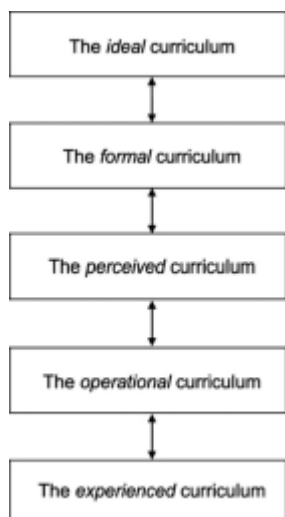 The ideal curriculum
The formal curriculum
The perceived curriculum
The operational curriculum
The experienced curriculum